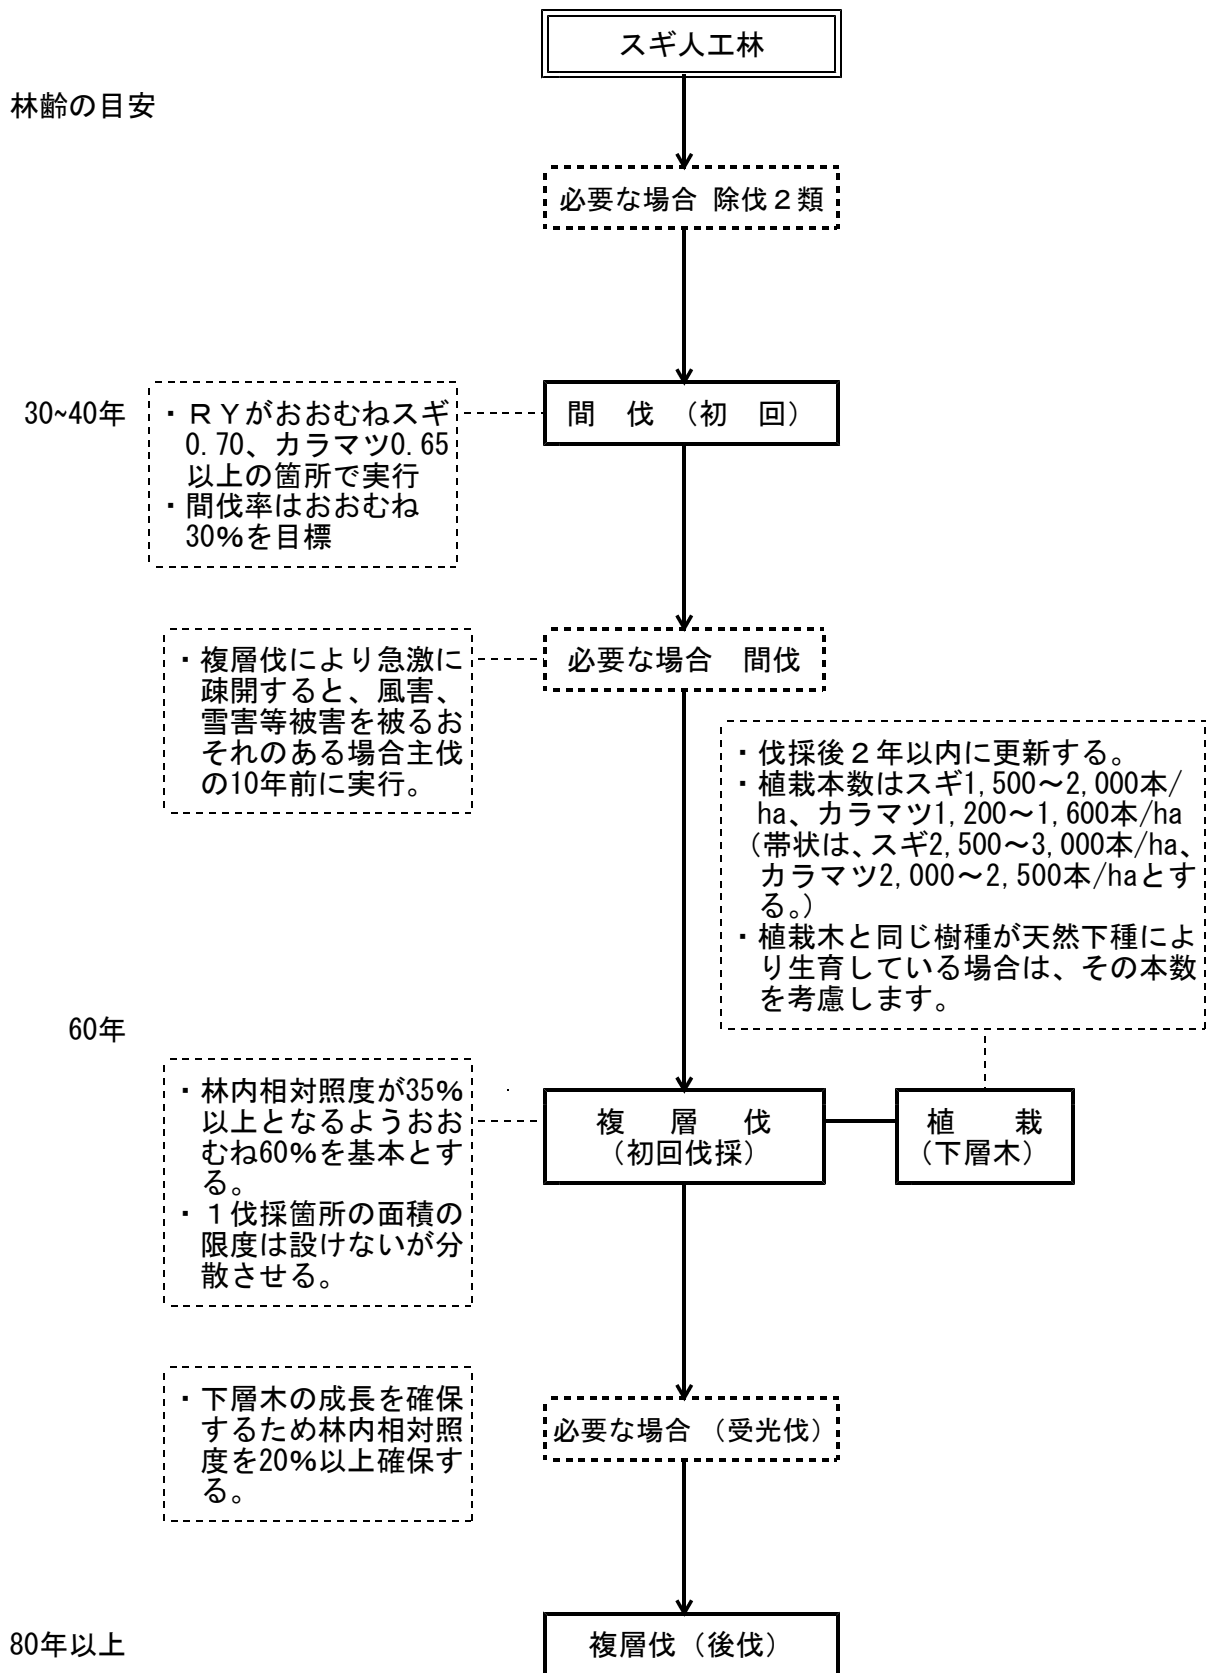 スギ人工林
林齢の目安
必要な場合 除伐２類
30~40年
・ＲＹがおおむねスギ
0.70、カラマツ0.65
以上の箇所で実行
・間伐率はおおむね
30%を目標
間　伐 （初　回）
・複層伐により急激に
疎開すると、風害、
雪害等被害を被るお
それのある場合主伐
の10年前に実行。
必要な場合　間伐
・伐採後２年以内に更新する。
・植栽本数はスギ1,500～2,000本/
ha、カラマツ1,200～1,600本/ha
（帯状は、スギ2,500～3,000本/ha、
カラマツ2,000～2,500本/haとす
る。）
・植栽木と同じ樹種が天然下種によ
り生育している場合は、その本数
を考慮します。
60年
・林内相対照度が35%
以上となるようおお
むね60%を基本とす
る。
・１伐採箇所の面積の
限度は設けないが分
散させる。
複　層　伐
（初回伐採）
植　　栽
（下層木）
・下層木の成長を確保
するため林内相対照
度を20%以上確保す
る。
必要な場合 （受光伐）
80年以上
複層伐（後伐）